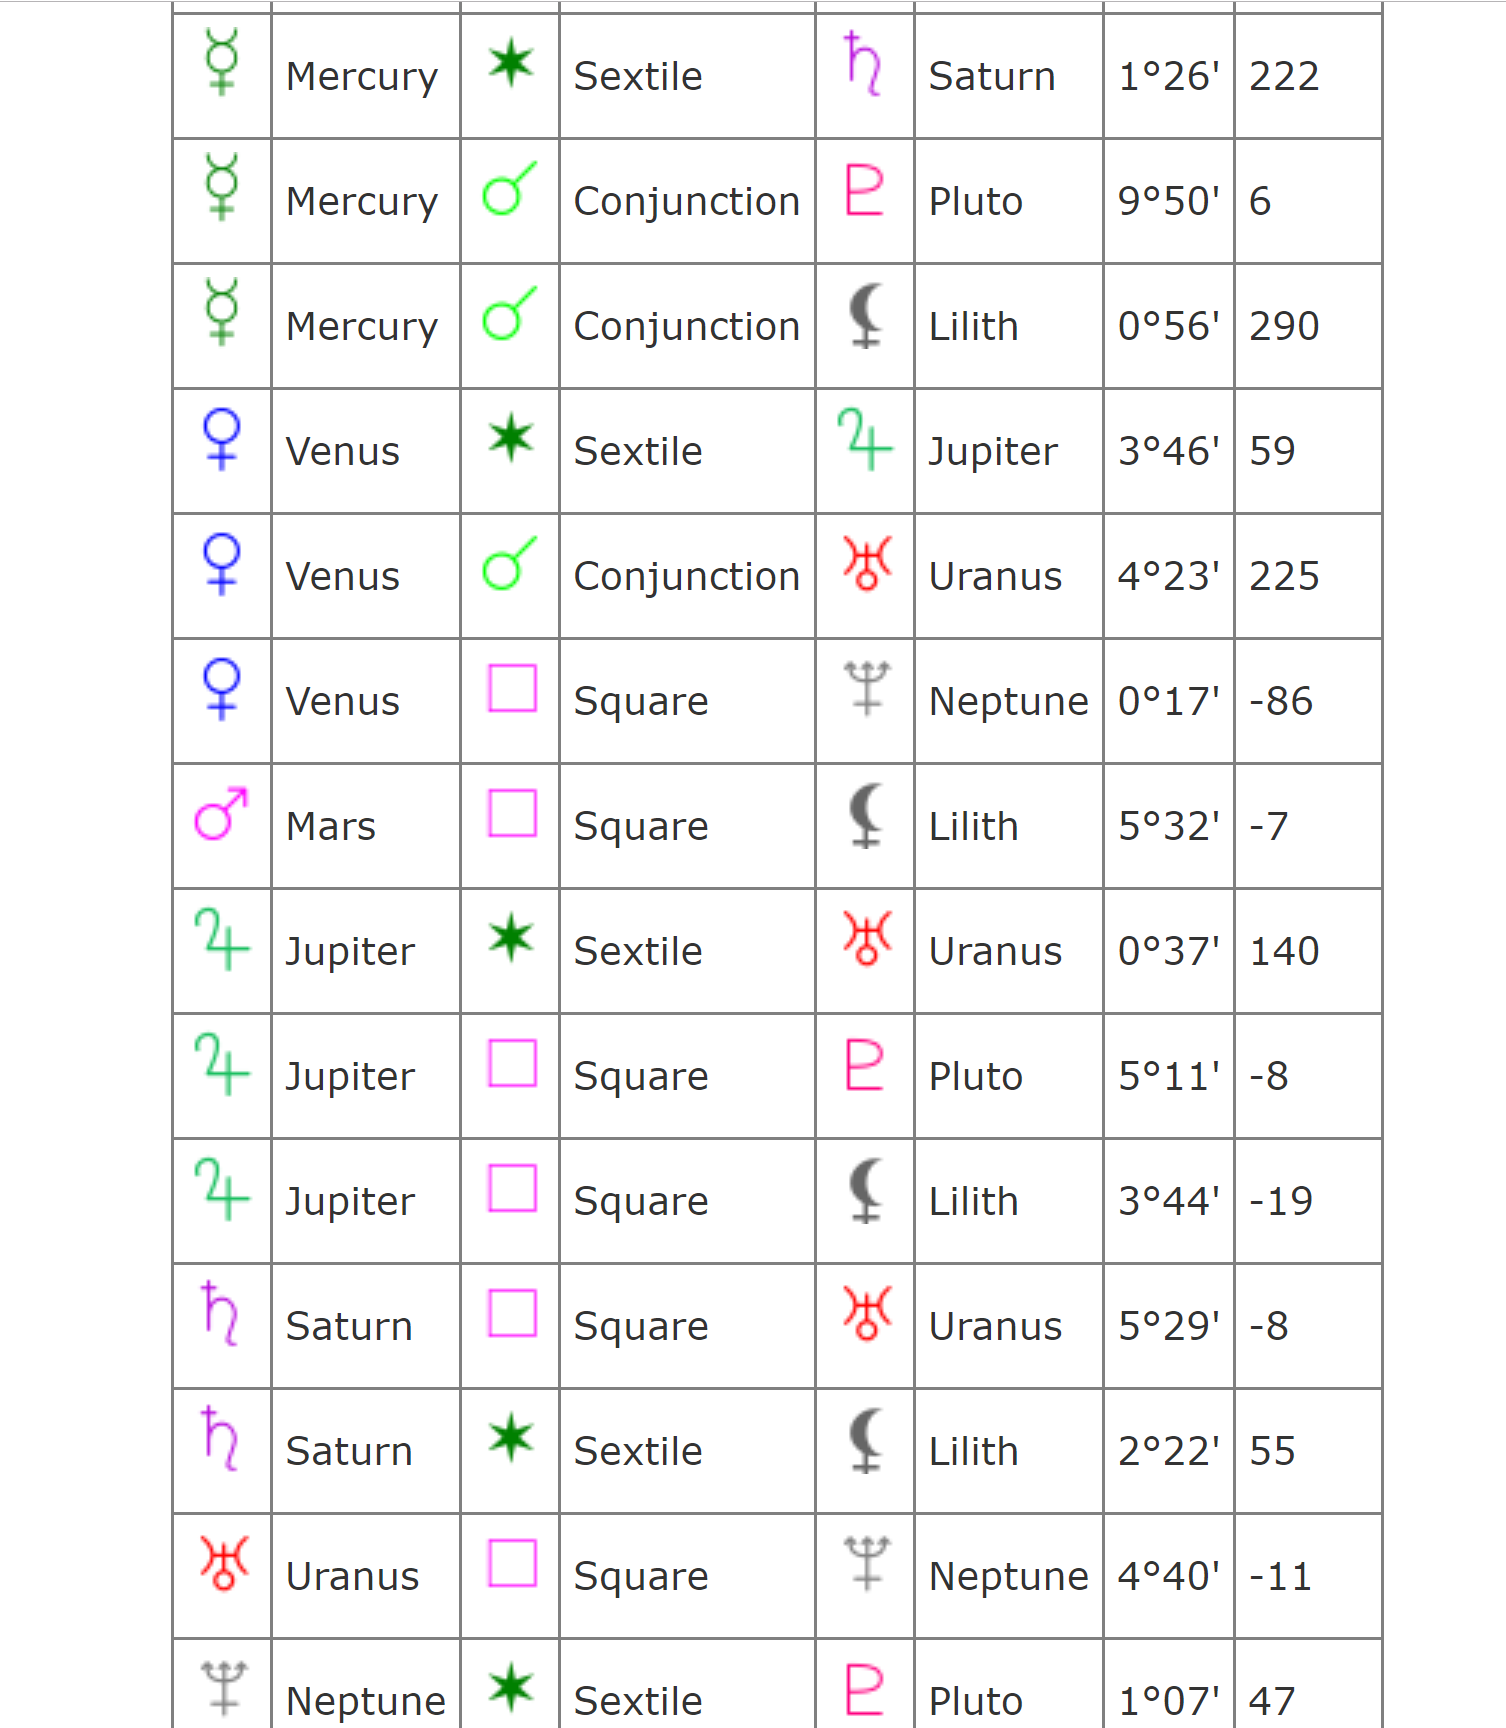 Mercury Sextile Saturn 1°26' 222
Mercury Conjunction Pluto 9°50' 6
Mercury Conjunction Lilith 0°56' 290
Venus Sextile Jupiter 3°46' 59
Venus Conjunction Uranus 4°23' 225
Venus Square Neptune 0°17' -86
Mars Square Lilith 5°32' -7
Jupiter Sextile Uranus 0°37' 140
Jupiter Square Pluto 5°11' -8
Jupiter Square Lilith 3°44' -19
Saturn Square Uranus 5°29' -8
Saturn Sextile Lilith 2°22' 55
Uranus Square Neptune 4°40' -11
Neptune Sextile Pluto 1°07' 47